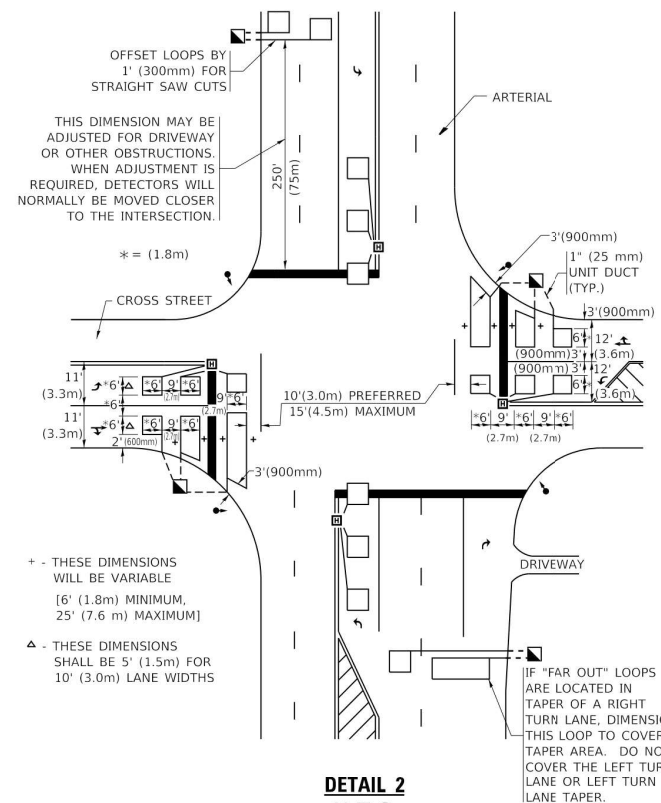 OFFSET LOOPS BY
1' (300mm) FOR
STRAIGHT SAW CUTS
THIS DIMENSION MAY BE
ADJUSTED FOR DRIVEWAY
OR OTHER OBSTRUCTIONS.
WHEN ADJUSTMENT IS
REQUIRED, DETECTORS WILL
NORMALLY BE MOVED CLOSER
TO THE INTERSECTION.
250'
(75m)
ARTERIAL
* = (1.8m)
H
3'(900mm)
1" (25 mm)
UNIT DUCT
(TYP.)
CROSS STREET
3'(900mm)
+ + + +
6'
*
12'
(3.6m)
(900mm) 3'
(900mm) 3'
6'
*
12'
(3.6m)
H
*6' 9' *6' 9' *6'
(2.7m) (2.7m)
H
11'
(3.3m)
*6' Δ
*6' 9' *6'
(2.7m)
9' *6'
(2.7m)
*6'
11'
(3.3m)
*6' Δ
*6' 9' *6'
(2.7m)
+ + +
2' (600mm)
10'(3.0m) PREFERRED
15'(4.5m) MAXIMUM
3'(900mm)
H
+ - THESE DIMENSIONS
WILL BE VARIABLE
[6' (1.8m) MINIMUM,
25' (7.6 m) MAXIMUM]
Δ - THESE DIMENSIONS
SHALL BE 5' (1.5m) FOR
10' (3.0m) LANE WIDTHS
DRIVEWAY
IF "FAR OUT" LOOPS
ARE LOCATED IN
TAPER OF A RIGHT
TURN LANE, DIMENSIO
THIS LOOP TO COVER
TAPER AREA. DO NO
COVER THE LEFT TUR
LANE OR LEFT TURN
LANE TAPER.
DETAIL 2